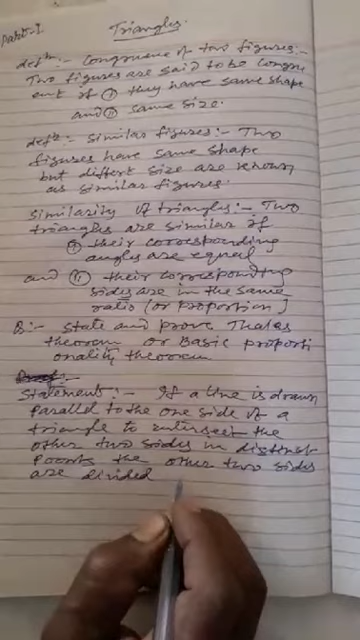 Part-I
Triangles.
defn:- Congruence of two figures:-
Two figures are said to be congru
ent if (i) they have same shape
and (ii) same size.
defn:- Similar figures:- Two
figures have same shape
but differt size are known
as similar figures.
Similarity of triangles:- Two
triangles are similar if
(i) their corresponding
angles are equal
and (ii) their corresponding
sides are in the same
ratio (or proportion)
Q:- State and prove Thales
theorem or Basic proporti
onality theorem
Statement:- If a line is drawn
parallel to the one side of a
triangle to intersect the
other two sides in distinct
points the other two sides
are divided